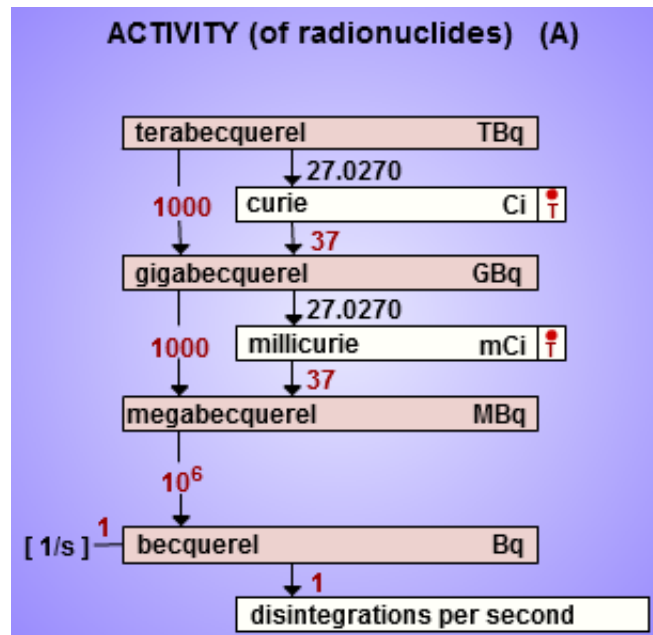 ACTIVITY (of radionuclides) (A)
terabecquerel TBq
27.0270
1000 curie Ci
37
gigabecquerel GBq
27.0270
1000 millicurie mCi
37
megabecquerel MBq
10⁶
1
[ 1/s ] becquerel Bq
1
disintegrations per second